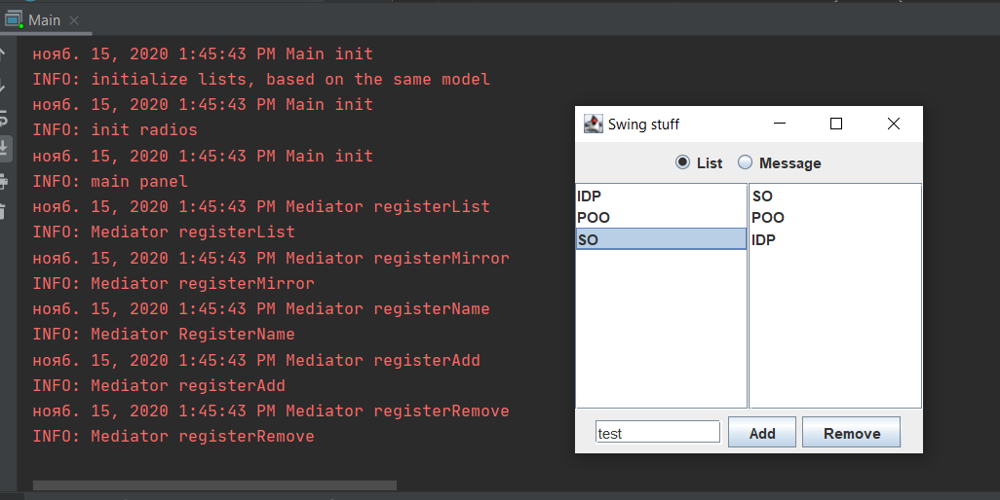 Main
нояб. 15, 2020 1:45:43 PM Main init
INFO: initialize lists, based on the same model
нояб. 15, 2020 1:45:43 PM Main init
INFO: init radios
нояб. 15, 2020 1:45:43 PM Main init
INFO: main panel
нояб. 15, 2020 1:45:43 PM Mediator registerList
INFO: Mediator registerList
нояб. 15, 2020 1:45:43 PM Mediator registerMirror
INFO: Mediator registerMirror
нояб. 15, 2020 1:45:43 PM Mediator registerName
INFO: Mediator RegisterName
нояб. 15, 2020 1:45:43 PM Mediator registerAdd
INFO: Mediator registerAdd
нояб. 15, 2020 1:45:43 PM Mediator registerRemove
INFO: Mediator registerRemove
Swing stuff
List Message
IDP
POO
SO
SO
POO
IDP
test Add Remove